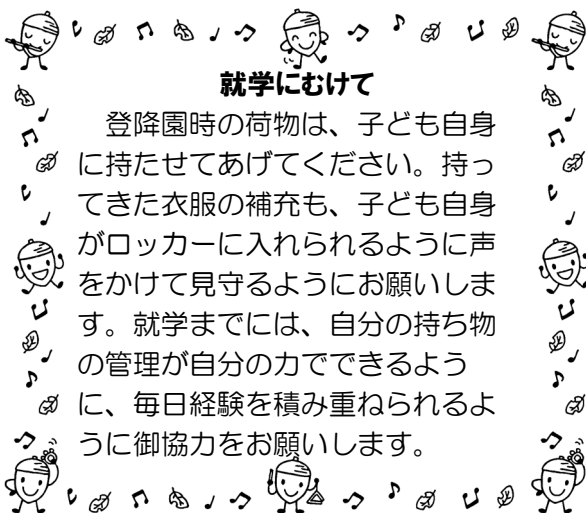 就学にむけて
　登降園時の荷物は、子ども自身
に持たせてあげてください。持っ
てきた衣服の補充も、子ども自身
がロッカーに入れられるように声
をかけて見守るようにお願いしま
す。就学までには、自分の持ち物
の管理が自分の力でできるよう
に、毎日経験を積み重ねられるよ
うに御協力をお願いします。